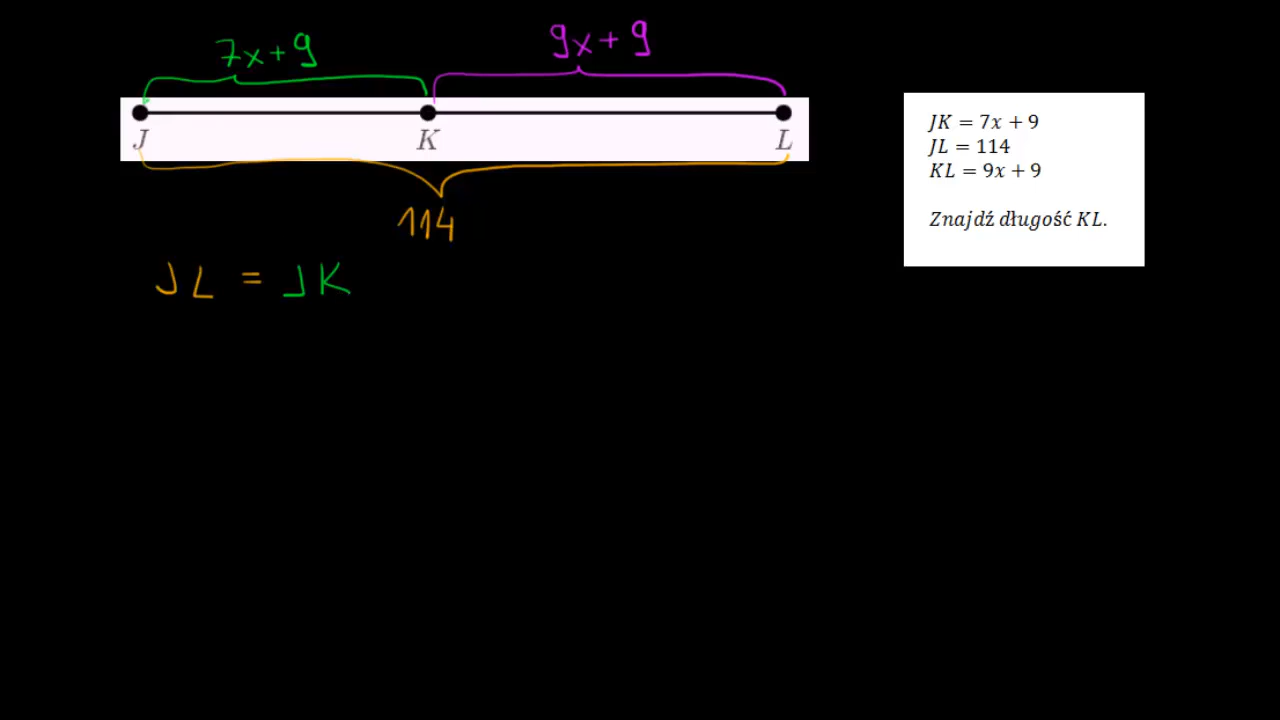 7x+9
9x+9
J K L
114
JL = JK
JK = 7x + 9
JL = 114
KL = 9x + 9
Znajdź długość KL.